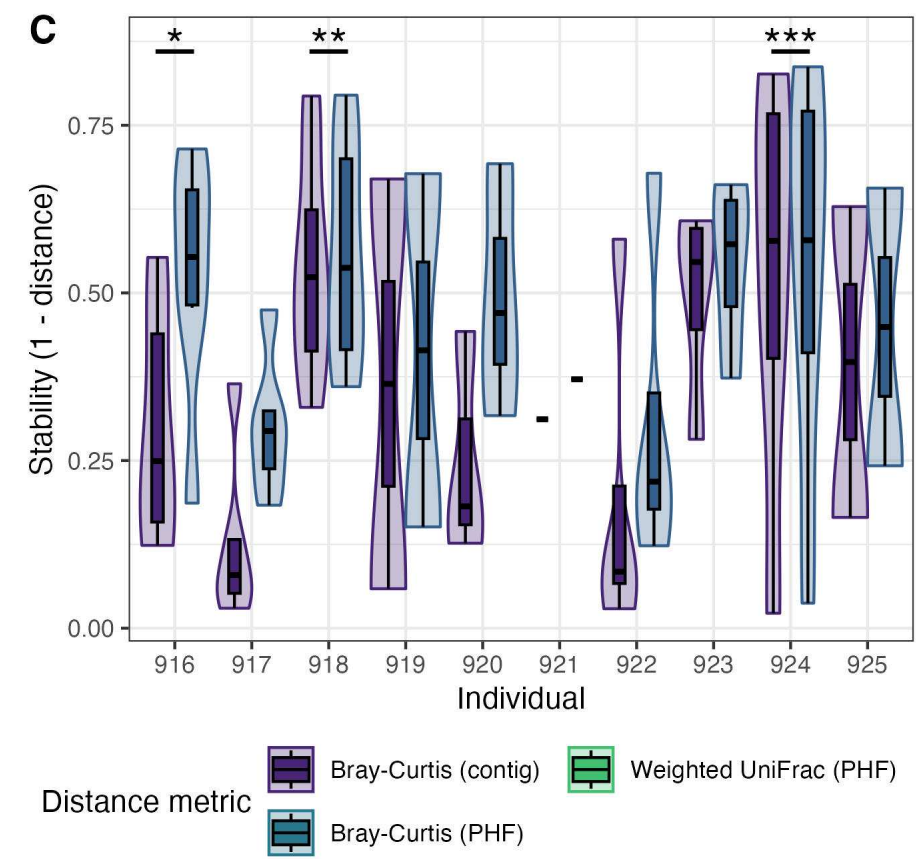 C
* ** ***
0.75
0.50
0.25
0.00
Stability (1 - distance)
916 917 918 919 920 921 922 923 924 925
Individual
Distance metric
Bray-Curtis (contig)
Weighted UniFrac (PHF)
Bray-Curtis (PHF)